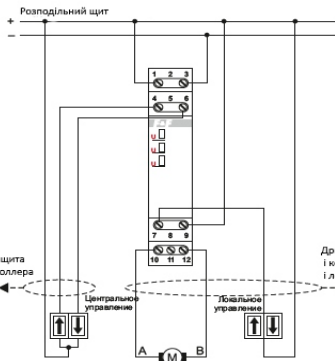 Розподільний щит
+
−
1 2 3
4 5 6
F&F
U
U
U
7 8 9
10 11 12
щита
оллера
Др
і к
і л
Центральное
управление
Локальное
управление
A
M
B